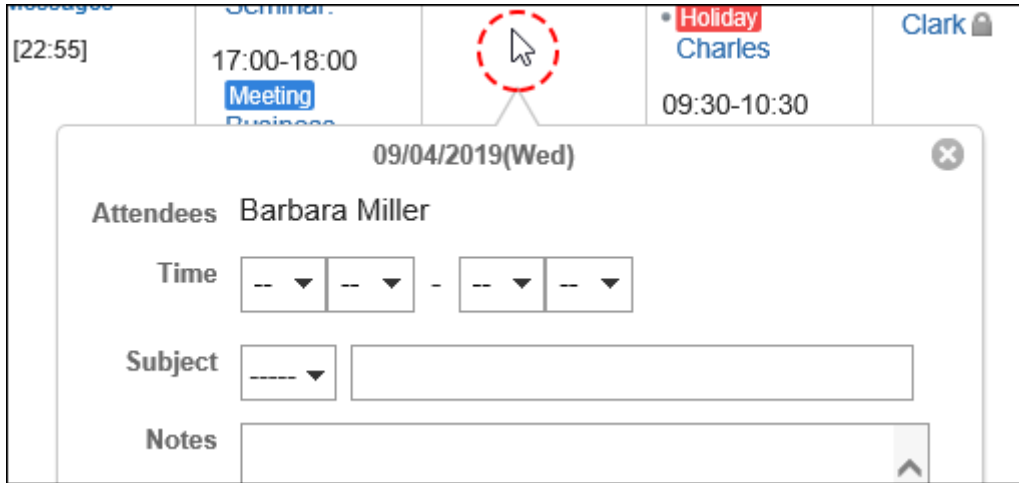 Messages
[22:55]
Seminar:
17:00-18:00
Meeting
Business
Holiday
Charles
09:30-10:30
Clark
09/04/2019(Wed)
Attendees Barbara Miller
Time -- -- - -- --
Subject -----
Notes